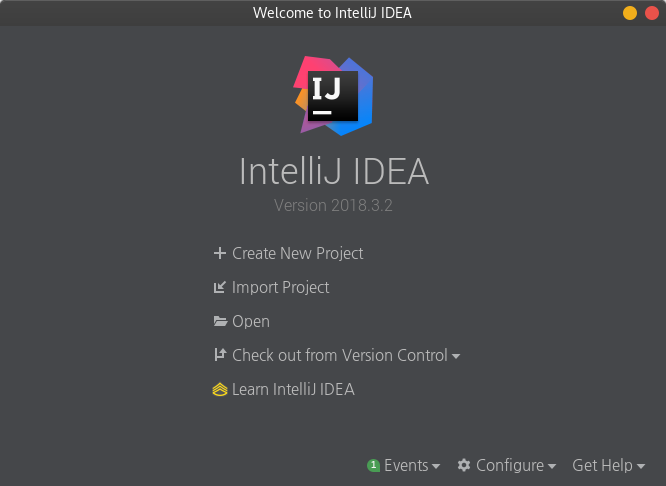 Welcome to IntelliJ IDEA
IJ
IntelliJ IDEA
Version 2018.3.2
Create New Project
Import Project
Open
Check out from Version Control
Learn IntelliJ IDEA
1 Events Configure Get Help